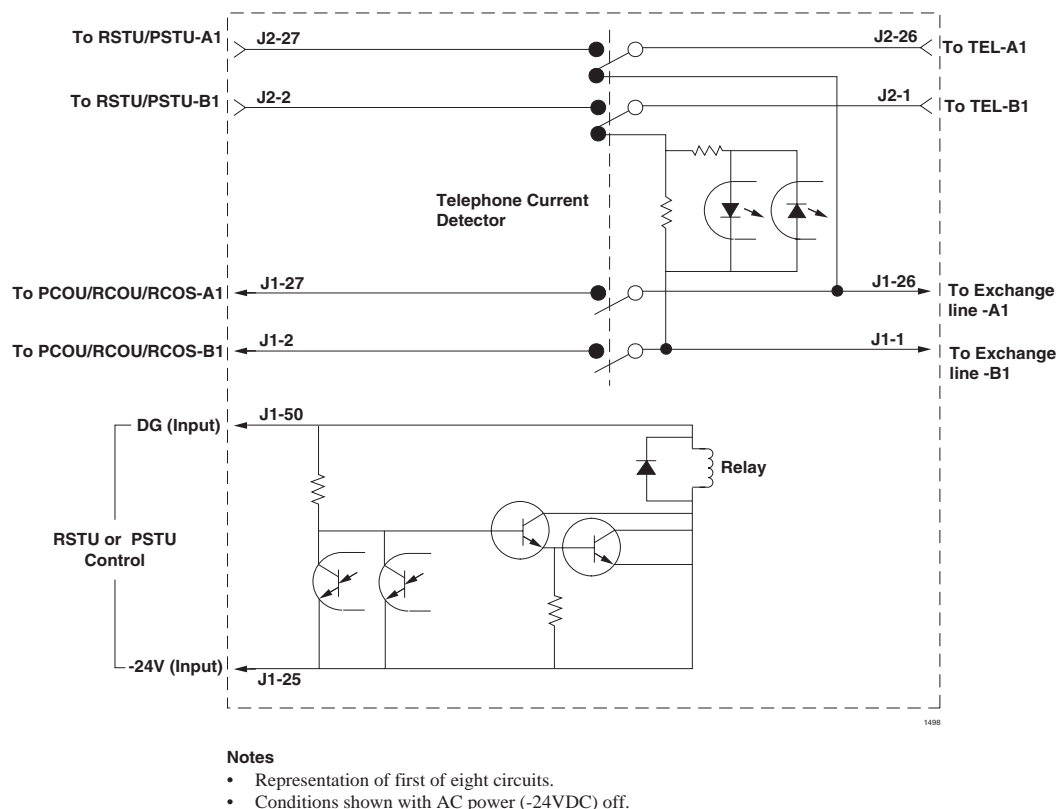 To RSTU/PSTU-A1
J2-27
J2-26
To TEL-A1
To RSTU/PSTU-B1
J2-2
J2-1
To TEL-B1
Telephone Current
Detector
To PCOU/RCOU/RCOS-A1
J1-27
J1-26
To Exchange
line -A1
To PCOU/RCOU/RCOS-B1
J1-2
J1-1
To Exchange
line -B1
DG (Input)
J1-50
Relay
RSTU or PSTU
Control
-24V (Input)
J1-25
1498
Notes
• Representation of first of eight circuits.
• Conditions shown with AC power (-24VDC) off.